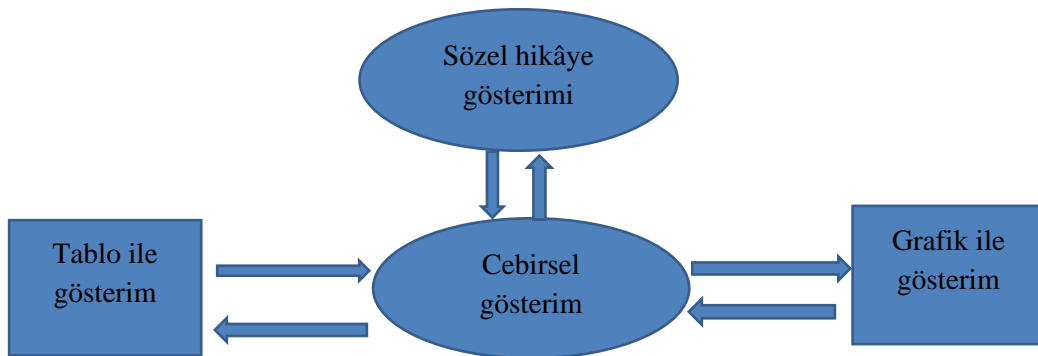 Sözel hikâye
gösterimi
Tablo ile
gösterim
Cebirsel
gösterim
Grafik ile
gösterim